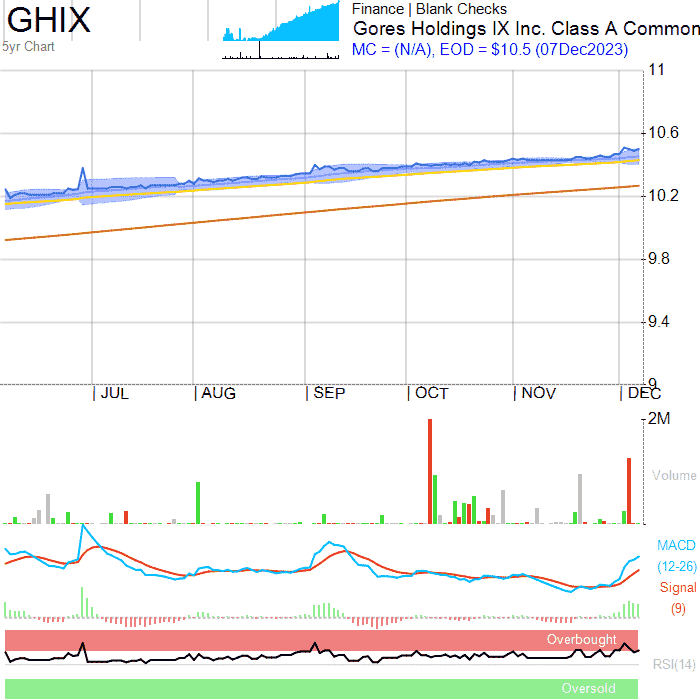 GHIX
5yr Chart
Finance | Blank Checks
Gores Holdings IX Inc. Class A Common
MC = (N/A), EOD = $10.5 (07Dec2023)
11
10.6
10.2
9.8
9.4
9
JUL AUG SEP OCT NOV DEC
2M
Volume
MACD
(12-26)
Signal
(9)
Overbought
RSI(14)
Oversold